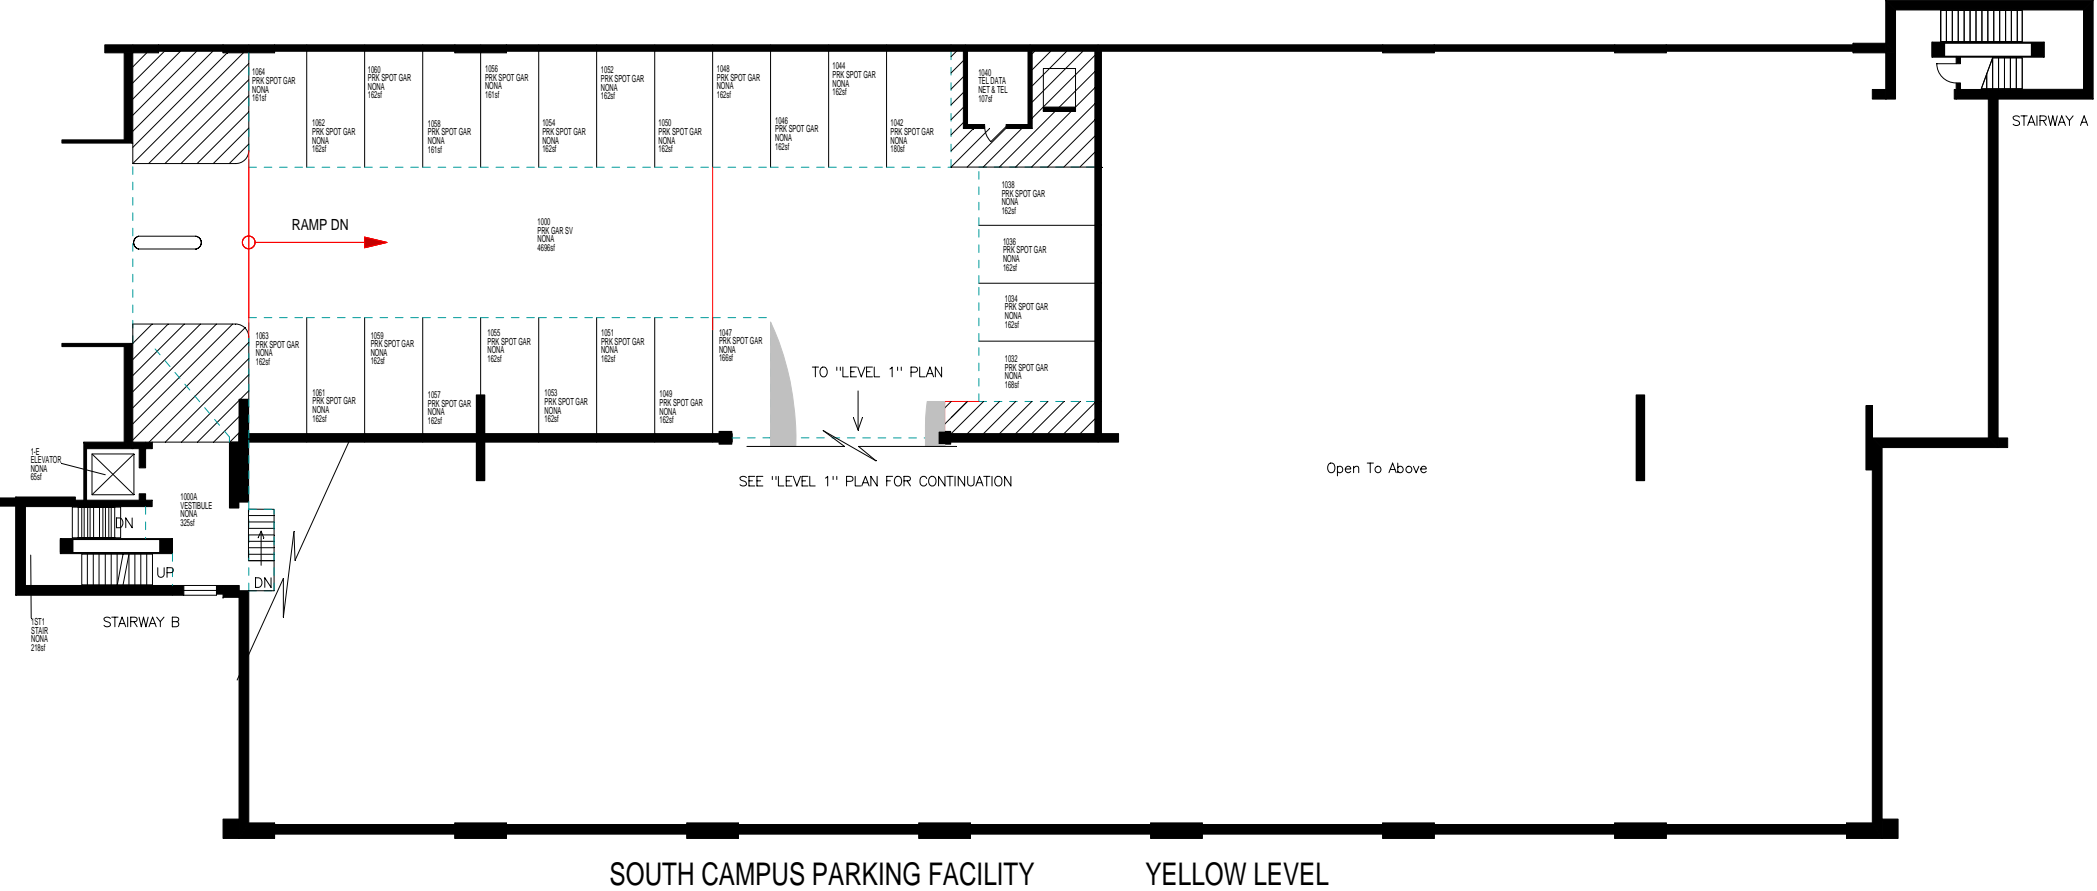 1064
PRK SPOT GAR
NONA
161sf
1060
PRK SPOT GAR
NONA
162sf
1056
PRK SPOT GAR
NONA
161sf
1052
PRK SPOT GAR
NONA
162sf
1048
PRK SPOT GAR
NONA
162sf
1044
PRK SPOT GAR
NONA
162sf
1040
TEL DATA
NET & TEL
107sf
1062
PRK SPOT GAR
NONA
162sf
1058
PRK SPOT GAR
NONA
161sf
1054
PRK SPOT GAR
NONA
162sf
1050
PRK SPOT GAR
NONA
162sf
1046
PRK SPOT GAR
NONA
162sf
1042
PRK SPOT GAR
NONA
180sf
STAIRWAY A
1038
PRK SPOT GAR
NONA
162sf
RAMP DN
1000
PRK GAR SV
NONA
4696sf
1036
PRK SPOT GAR
NONA
162sf
1034
PRK SPOT GAR
NONA
162sf
1063
PRK SPOT GAR
NONA
162sf
1059
PRK SPOT GAR
NONA
162sf
1055
PRK SPOT GAR
NONA
162sf
1051
PRK SPOT GAR
NONA
162sf
1047
PRK SPOT GAR
NONA
166sf
1032
PRK SPOT GAR
NONA
168sf
TO "LEVEL 1" PLAN
1061
PRK SPOT GAR
NONA
162sf
1057
PRK SPOT GAR
NONA
162sf
1053
PRK SPOT GAR
NONA
162sf
1049
PRK SPOT GAR
NONA
162sf
SEE "LEVEL 1" PLAN FOR CONTINUATION
Open To Above
1-E
ELEVATOR
NONA
65sf
1000A
VESTIBULE
NONA
325sf
DN
UP
DN
1ST1
STAIR
NONA
218sf
STAIRWAY B
SOUTH CAMPUS PARKING FACILITY YELLOW LEVEL